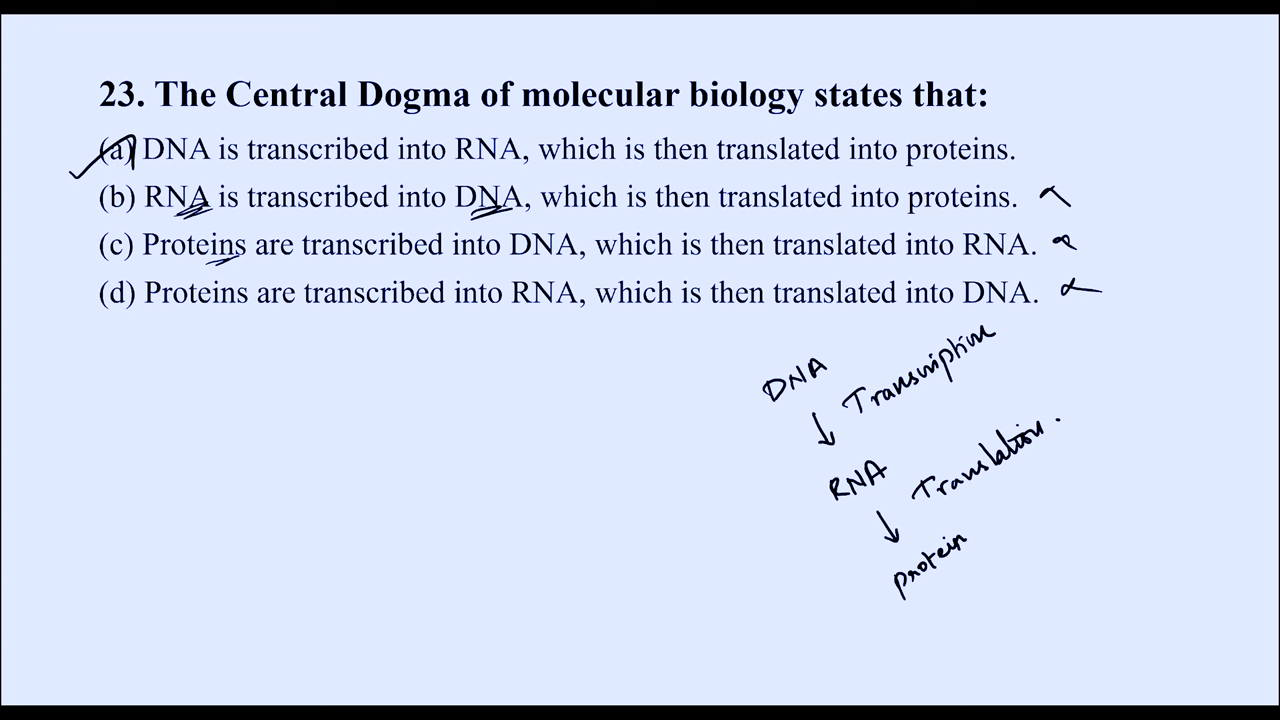 23. The Central Dogma of molecular biology states that:
(a) DNA is transcribed into RNA, which is then translated into proteins.
(b) RNA is transcribed into DNA, which is then translated into proteins.
(c) Proteins are transcribed into DNA, which is then translated into RNA.
(d) Proteins are transcribed into RNA, which is then translated into DNA.
DNA
Transcription
RNA
Translation.
protein